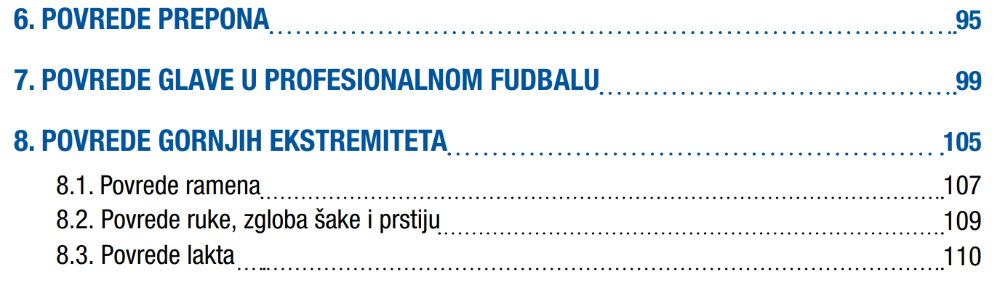 6. POVREDE PREPONA 95
7. POVREDE GLAVE U PROFESIONALNOM FUDBALU 99
8. POVREDE GORNJIH EKSTREMITETA 105
8.1. Povrede ramena 107
8.2. Povrede ruke, zgloba šake i prstiju 109
8.3. Povrede lakta 110